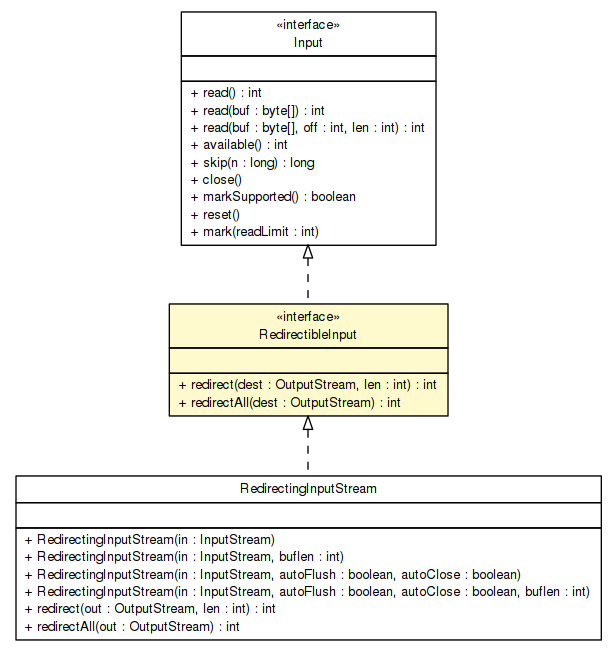 «interface»
Input
+ read() : int
+ read(buf : byte[]) : int
+ read(buf : byte[], off : int, len : int) : int
+ available() : int
+ skip(n : long) : long
+ close()
+ markSupported() : boolean
+ reset()
+ mark(readLimit : int)
«interface»
RedirectibleInput
+ redirect(dest : OutputStream, len : int) : int
+ redirectAll(dest : OutputStream) : int
RedirectingInputStream
+ RedirectingInputStream(in : InputStream)
+ RedirectingInputStream(in : InputStream, buflen : int)
+ RedirectingInputStream(in : InputStream, autoFlush : boolean, autoClose : boolean)
+ RedirectingInputStream(in : InputStream, autoFlush : boolean, autoClose : boolean, buflen : int)
+ redirect(out : OutputStream, len : int) : int
+ redirectAll(out : OutputStream) : int